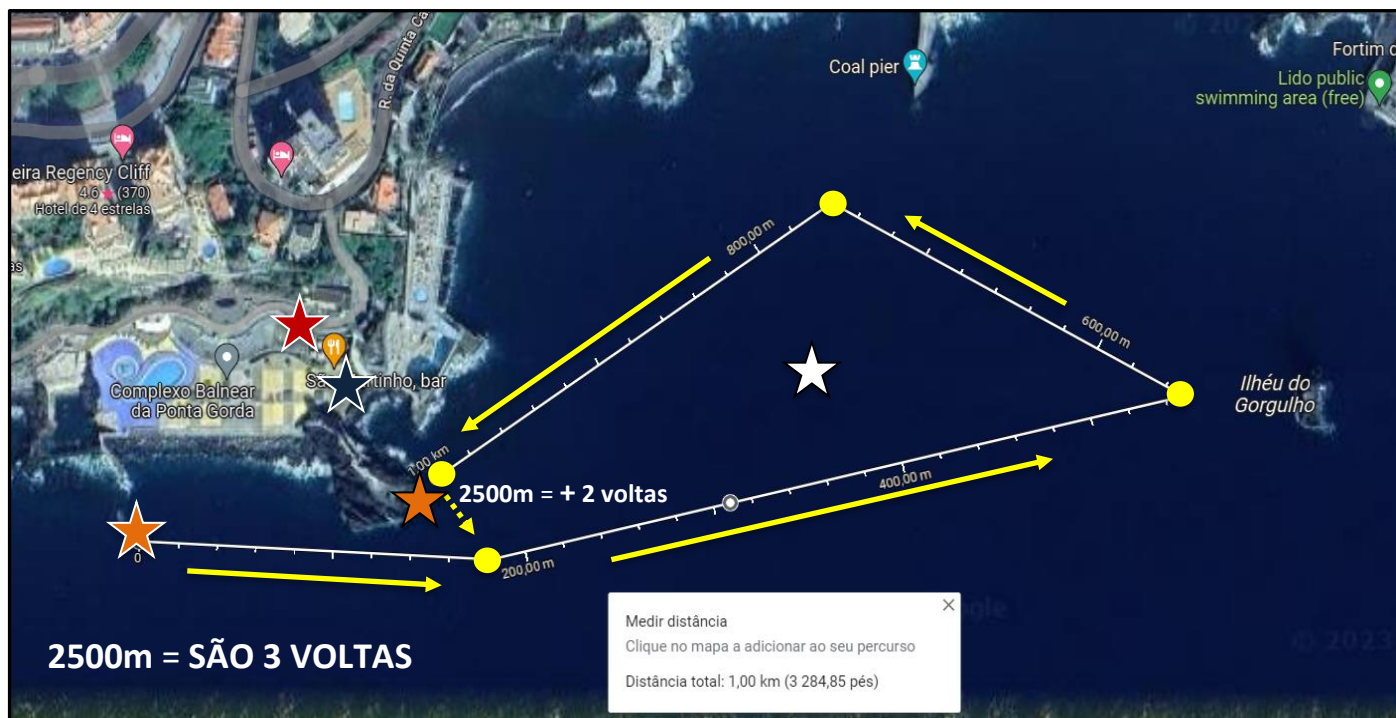 R. da Quinta Ca
Coal pier
Fortim d
Lido public
swimming area (free)
eira Regency Cliff
4.6 ★ (370)
Hotel de 4 estrelas
as
800,00 m
600,00 m
Ilhéu do
Gorgulho
Complexo Balnear
da Ponta Gorda
bar
1,00 km
2500m = + 2 voltas
400,00 m
200,00 m
0
Medir distância
Clique no mapa a adicionar ao seu percurso
Distância total: 1,00 km (3 284,85 pés)
2500m = SÃO 3 VOLTAS